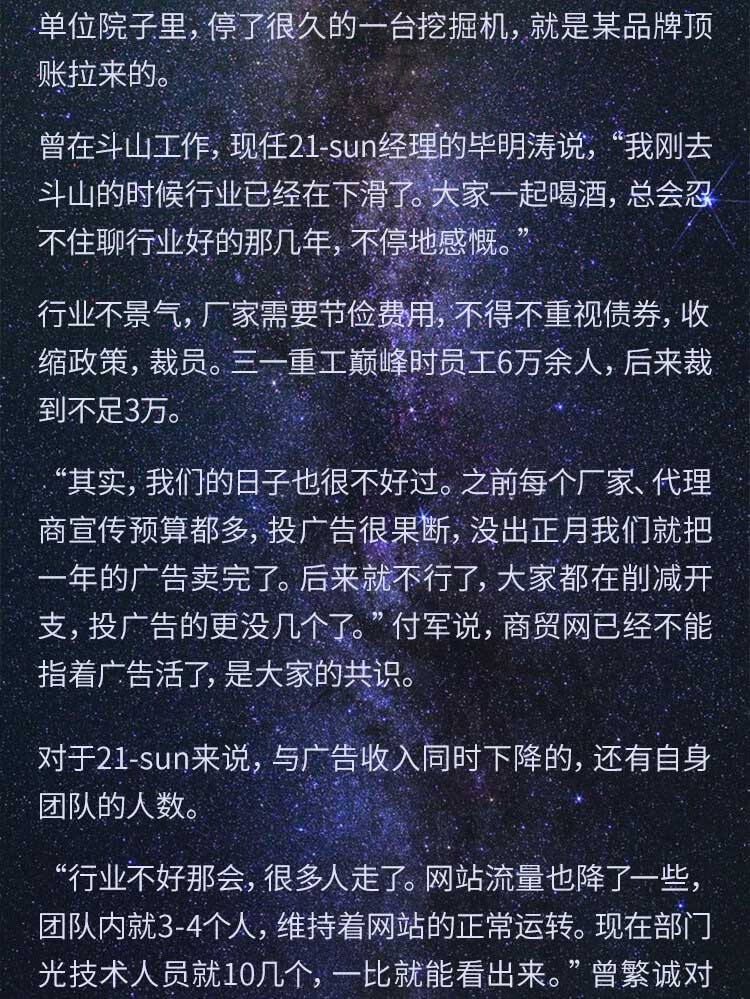 单位院子里，停了很久的一台挖掘机，就是某品牌顶
账拉来的。
曾在斗山工作，现任21-sun经理的毕明涛说，“我刚去
斗山的时候行业已经在下滑了。大家一起喝酒，总会忍
不住聊行业好的那几年，不停地感慨。”
行业不景气，厂家需要节俭费用，不得不重视债券，收
缩政策，裁员。三一重工巅峰时员工6万余人，后来裁
到不足3万。
“其实，我们的日子也很不好过。之前每个厂家、代理
商宣传预算都多，投广告很果断，没出正月我们就把
一年的广告卖完了。后来就不行了，大家都在削减开
支，投广告的更没几个了。”付军说，商贸网已经不能
指着广告活了，是大家的共识。
对于21-sun来说，与广告收入同时下降的，还有自身
团队的人数。
“行业不好那会，很多人走了。网站流量也降了一些，
团队内就3-4个人，维持着网站的正常运转。现在部门
光技术人员就10几个，一比就能看出来。”曾繁诚对